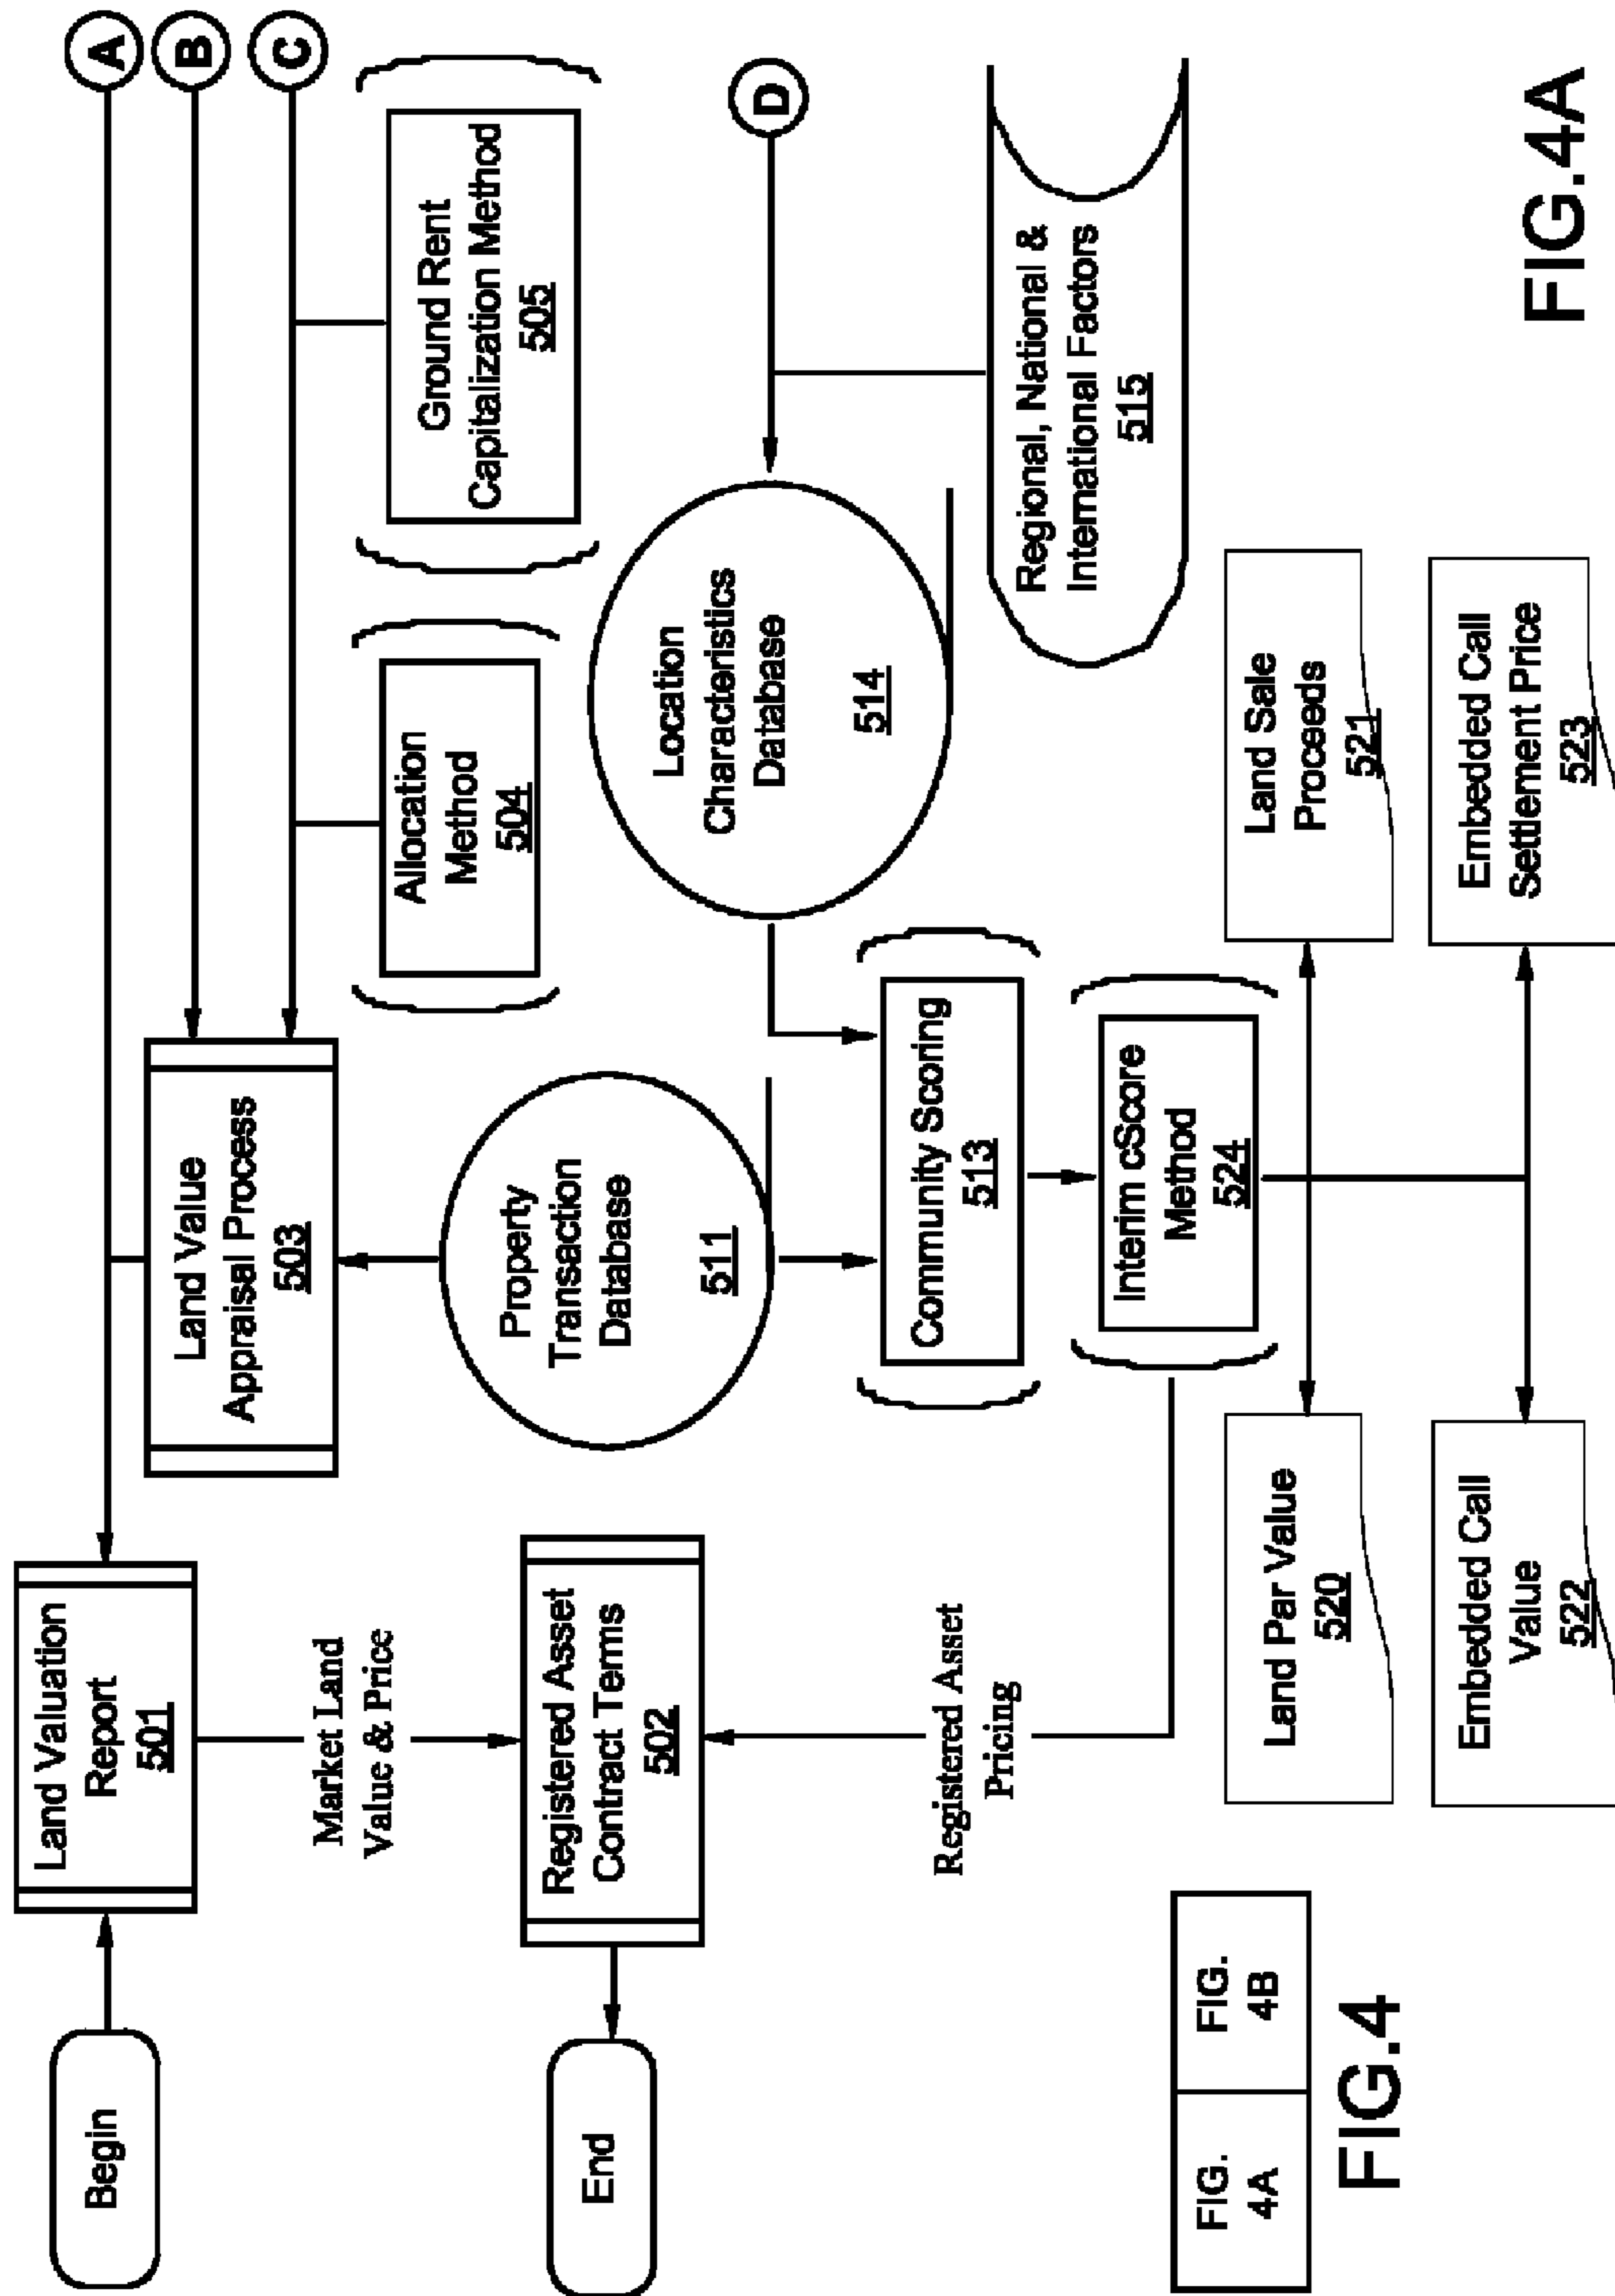 A
B
C
D
Begin
Land Valuation
Report
501
Land Value
Appraisal Process
503
Allocation
Method
504
Ground Rent
Capitalization Method
505
Market Land
Value & Price
Property
Transaction
Database
511
Location
Characteristics
Database
514
End
Registered Asset
Contract Terms
502
Community Scoring
513
Regional, National &
International Factors
515
Registered Asset
Pricing
Interim cScore
Method
524
Land Par Value
520
Land Sale
Proceeds
521
Embedded Call
Value
522
Embedded Call
Settlement Price
523
FIG.
4A
FIG.
4B
FIG.4
FIG.4A